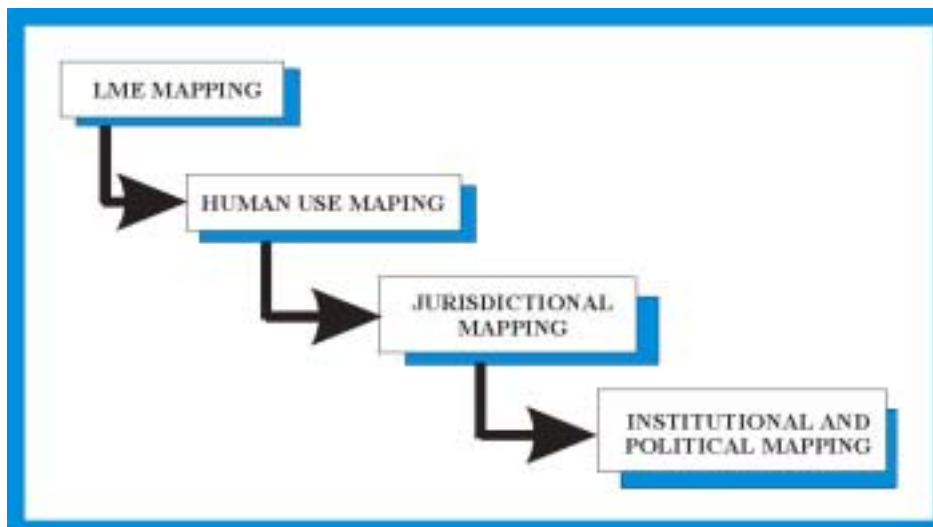 LME MAPPING
HUMAN USE MAPING
JURISDICTIONAL
MAPPING
INSTITUTIONAL AND
POLITICAL MAPPING